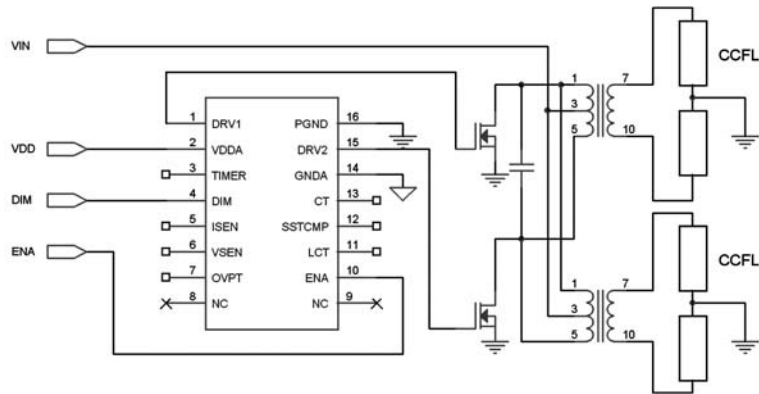 VIN
VDD
DIM
ENA
1 DRV1 PGND 16
2 VDDA DRV2 15
3 TIMER GNDA 14
4 DIM CT 13
5 ISEN SSTCMP 12
6 VSEN LCT 11
7 OVPT ENA 10
8 NC NC 9
1 7
3
5 10
CCFL
1 7
3
5 10
CCFL